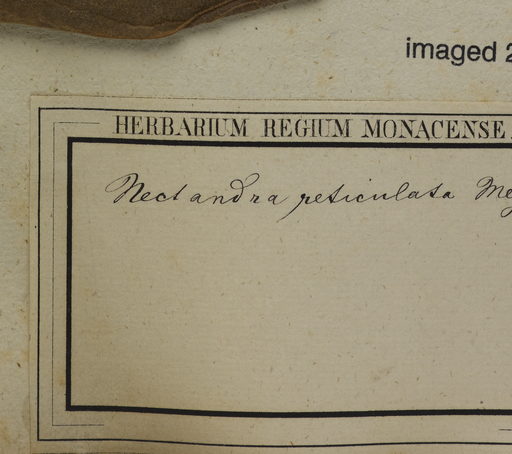 imaged
HERBARIUM REGIUM MONACENSE.
Nectandra reticulata